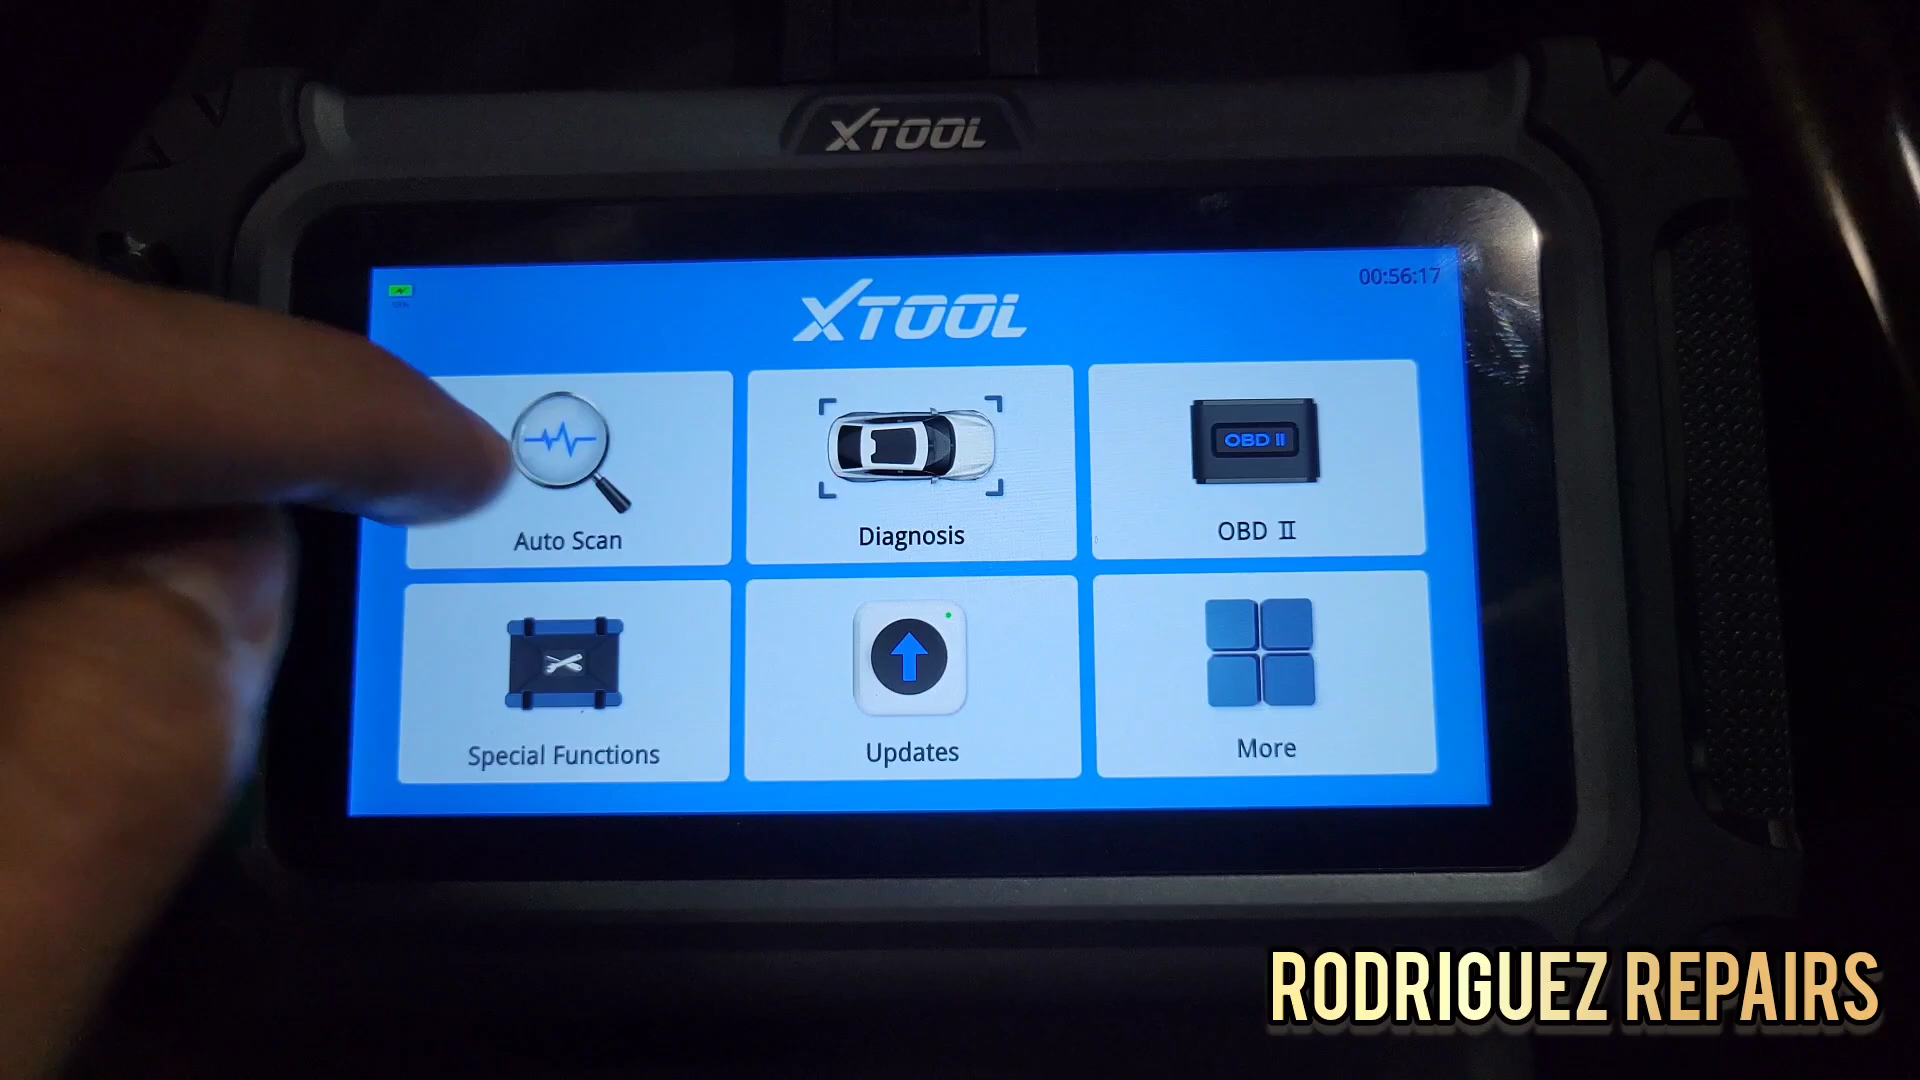 XTOOL
00:56:17
XTOOL
OBD II
Auto Scan
Diagnosis
OBD Ⅱ
Special Functions
Updates
More
RODRIGUEZ REPAIRS